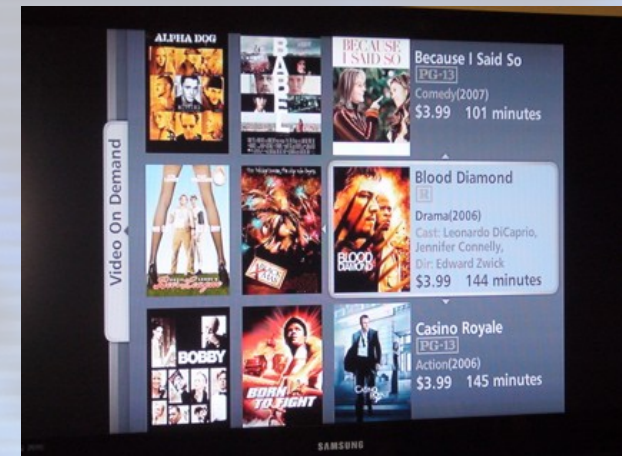 Video On Demand
ALPHA DOG
BABEL
BECAUSE
I SAID SO
Because I Said So
PG-13
Comedy(2007)
$3.99 101 minutes
BLACK
XMAS
BLOOD
DIAMOND
Blood Diamond
R
Drama(2006)
Cast: Leonardo DiCaprio,
Jennifer Connelly,
Dir: Edward Zwick
$3.99 144 minutes
BOBBY
BORN
TO FIGHT
Casino Royale
PG-13
Action(2006)
$3.99 145 minutes
SAMSUNG